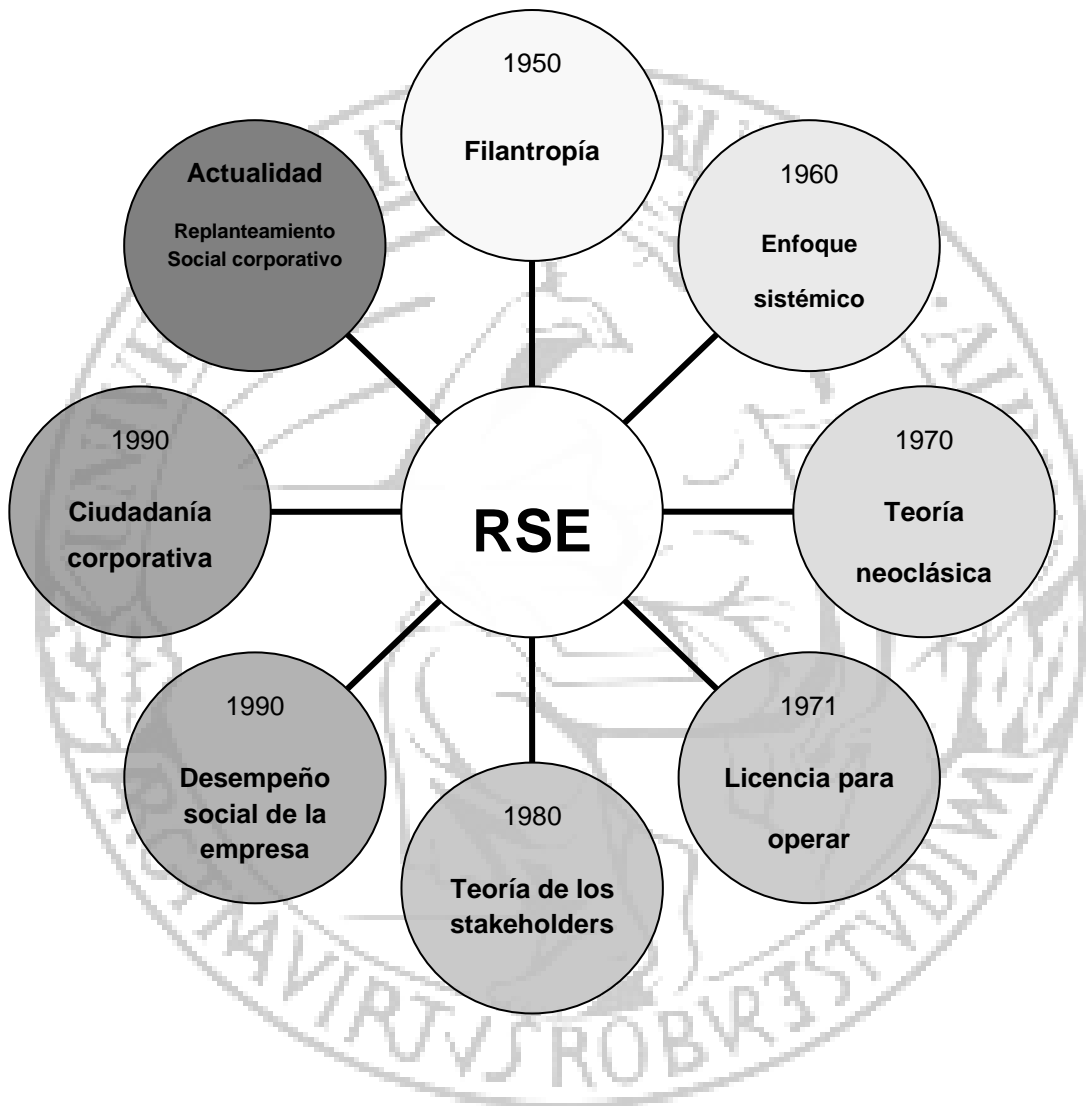 1950
Filantropía
1960
Enfoque
sistémico
1970
Teoría
neoclásica
1971
Licencia para
operar
1980
Teoría de los
stakeholders
1990
Desempeño
social de la
empresa
1990
Ciudadanía
corporativa
Actualidad
Replanteamiento
Social corporativo
RSE